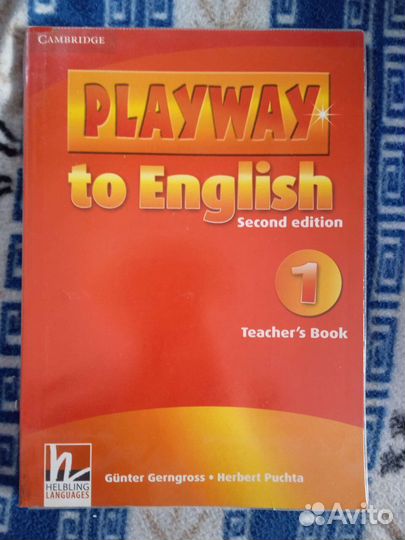 CAMBRIDGE
PLAYWAY
to English
Second edition
1
Teacher's Book
Günter Gerngross • Herbert Puchta
h
HELBLING
LANGUAGES
Avito